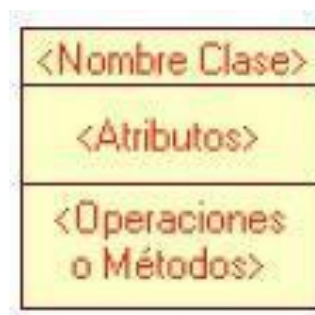 <Nombre Clase>
<Atributos>
<Operaciones
o Métodos>